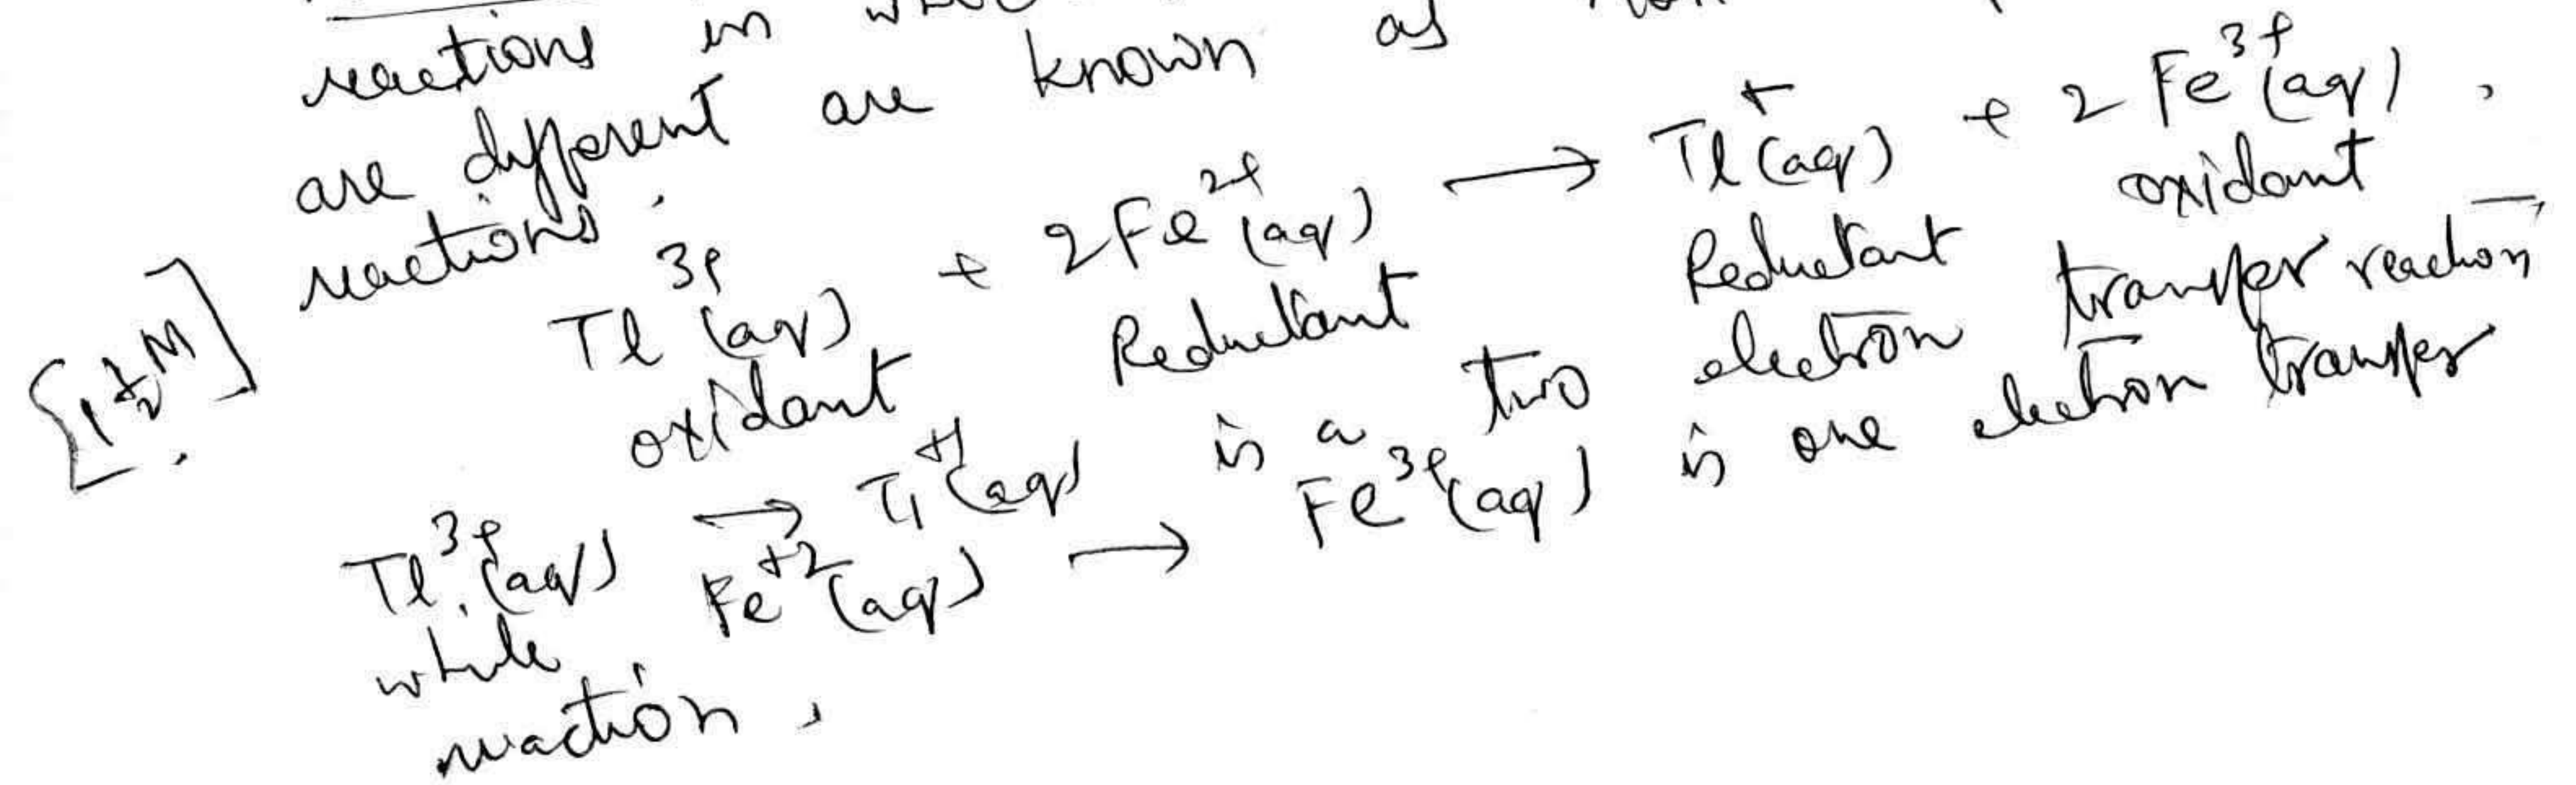 reactions in
are different are known as
reactions.
Tl³⁺(aq) + 2Fe²⁺(aq) ⟶ Tl⁺(aq) + 2Fe³⁺(aq).
oxidant Reductant Reductant oxidant
[1½M]
Tl³⁺(aq) ⟶ Tl⁺¹(aq) is a two electron transfer reaction,
while Fe⁺²(aq) ⟶ Fe³⁺(aq) is one electron transfer
reaction.